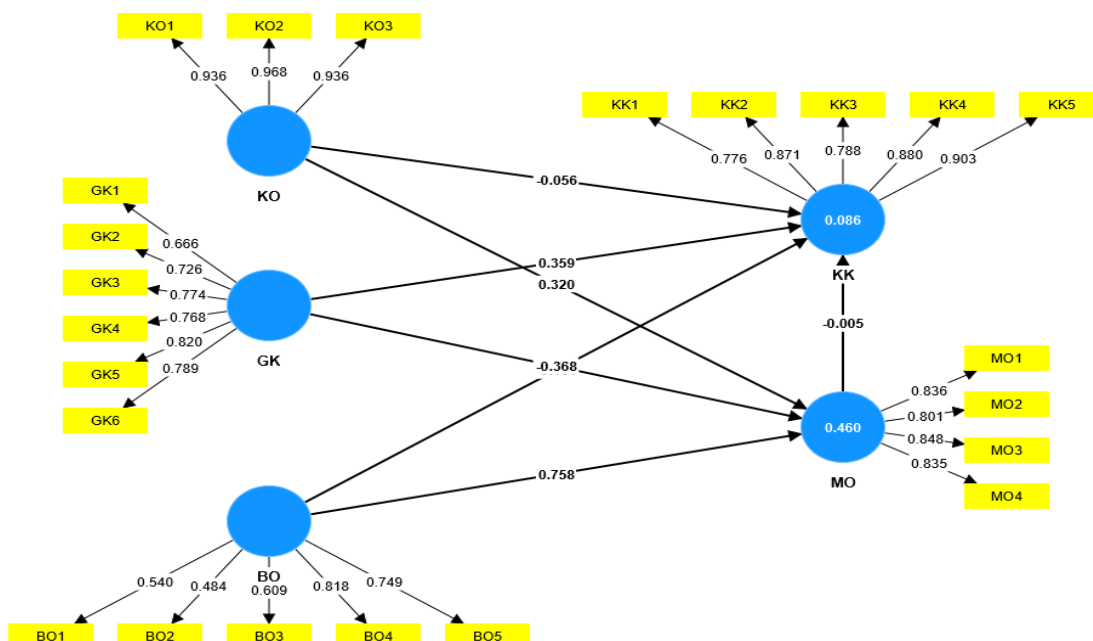 KO1 KO2 KO3
0.936 0.968 0.936
KO
KK1 KK2 KK3 KK4 KK5
0.776 0.871 0.788 0.880 0.903
0.086
KK
GK1
GK2
GK3
GK4
GK5
GK6
0.666
0.726
0.774
0.768
0.820
0.789
GK
-0.056
0.359
0.320
-0.368
0.758
-0.005
MO1
MO2
MO3
MO4
0.836
0.801
0.848
0.835
0.460
MO
BO
0.540 0.484 0.609 0.818 0.749
BO1 BO2 BO3 BO4 BO5